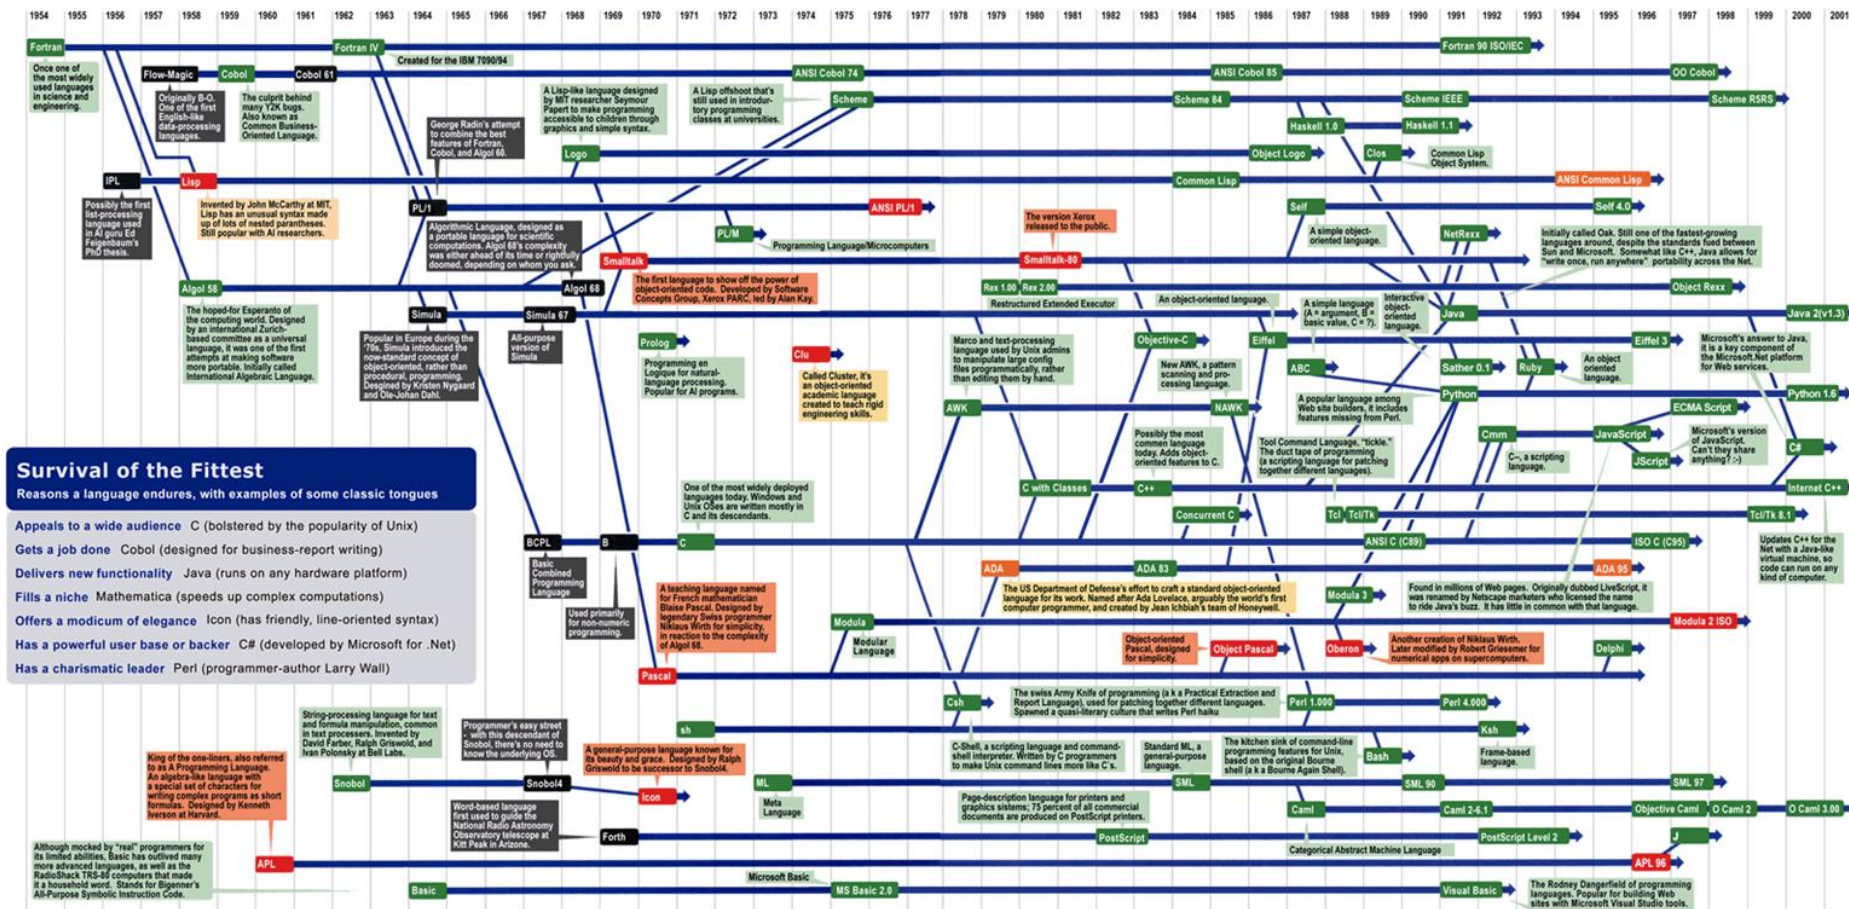 1954 1955 1956 1957 1958 1959 1960 1961 1962 1963 1964 1965 1966 1967 1968 1969 1970 1971 1972 1973 1974 1975 1976 1977 1978 1979 1980 1981 1982 1983 1984 1985 1986 1987 1988 1989 1990 1991 1992 1993 1994 1995 1996 1997 1998 1999 2000 2001
Fortran
Fortran IV
Fortran 90 ISO/IEC
Once one of
the most widely
used languages
in science and
engineering.
Created for the IBM 7090/94
Flow-Magic
Cobol
Cobol 61
ANSI Cobol 74
ANSI Cobol 85
OO Cobol
Originally B-O.
One of the first
English-like
data-processing
languages.
The culprit behind
many Y2K bugs.
Also known as
Common Business-
Oriented Language.
A Lisp-like language designed
by MIT researcher Seymour
Papert to make programming
accessible to children through
graphics and simple syntax.
A Lisp offshoot that's
still used in introdur-
tory programming
classes at universities.
Scheme
Scheme 84
Scheme IEEE
Scheme R5RS
George Radin's attempt
to combine the best
features of Fortran,
Cobol, and Algol 60.
Haskell 1.0
Haskell 1.1
Logo
Object Logo
Clos
Common Lisp
Object System.
IPL
Lisp
Common Lisp
ANSI Common Lisp
Possibly the first
list-processing
language used
in AI guru Ed
Feigenbaum's
PhD thesis.
Invented by John McCarthy at MIT,
Lisp has an unusual syntax made
up of lots of nested parantheses.
Still popular with AI researchers.
PL/1
ANSI PL/1
Self
Self 4.0
Algorithmic Language, designed as
a portable language for scientific
computations. Algol 68's complexity
was either ahead of its time or rightfully
doomed, depending on whom you ask.
PL/M
Programming Language/Microcomputers
The version Xerox
released to the public.
A simple object-
oriented language.
NetRexx
Initially called Oak. Still one of the fastest-growing
languages around, despite the standards fued between
Sun and Microsoft. Somewhat like C++, Java allows for
"write once, run anywhere" portability across the Net.
Smalltalk
Smalltalk-80
The first language to show off the power of
object-oriented code. Developed by Software
Concepts Group, Xerox PARC, led by Alan Kay.
Algol 58
Algol 68
Rex 1.00
Rex 2.00
Object Rexx
Restructured Extended Executor
An object-oriented language.
The hoped-for Esperanto of
the computing world. Designed
by an international Zurich-
based committee as a universal
language, it was one of the first
attempts at making software
more portable. Initially called
International Algebraic Language.
Simula
Simula 67
A simple language
(A = argument, B =
basic value, C = ?).
Interactive
object-
oriented
language.
Java
Java 2(v1.3)
Popular in Europe during the
'70s, Simula introduced the
now-standard concept of
object-oriented, rather than
procedural, programming.
Desgined by Kristen Nygaard
and Ole-Johan Dahl.
All-purpose
version of
Simula
Prolog
Programming en
Logique for natural-
language processing.
Popular for AI programs.
Clu
Called Cluster, it's
an object-oriented
academic language
created to teach rigid
engineering skills.
Marco and text-processing
language used by Unix admins
to manipulate large config
files programmatically, rather
than editing them by hand.
Objective-C
Eiffel
Eiffel 3
New AWK, a pattern
scanning and pro-
cessing language.
ABC
Sather 0.1
Ruby
An object
oriented
language.
Microsoft's answer to Java,
it is a key component of
the Microsoft.Net platform
for Web services.
Python
Python 1.6
A popular language among
Web site builders, it includes
features missing from Perl.
AWK
NAWK
ECMA Script
Possibly the most
commen language
today. Adds object-
oriented features to C.
Tool Command Language, "tickle."
The duct tape of programming
(a scripting language for patching
together different languages).
Cmm
C--, a scripting
language.
JavaScript
JScript
Microsoft's version
of JavaScript.
Can't they share
anything? :-)
C#
Survival of the Fittest
Reasons a language endures, with examples of some classic tongues
Appeals to a wide audience C (bolstered by the popularity of Unix)
Gets a job done Cobol (designed for business-report writing)
Delivers new functionality Java (runs on any hardware platform)
Fills a niche Mathematica (speeds up complex computations)
Offers a modicum of elegance Icon (has friendly, line-oriented syntax)
Has a powerful user base or backer C# (developed by Microsoft for .Net)
Has a charismatic leader Perl (programmer-author Larry Wall)
One of the most widely deployed
languages today. Windows and
Unix OSes are written mostly in
C and its descendants.
C with Classes
C++
Internet C++
Concurrent C
Tcl
Tcl/Tk
Tcl/Tk 8.1
BCPL
B
C
ANSI C (C89)
ISO C (C95)
Updates C++ for the
Net with a Java-like
virtual machine, so
code can run on any
kind of computer.
Basic
Combined
Programming
Language
Used primarily
for non-numeric
programming.
ADA
ADA 83
ADA 95
The US Department of Defense's effort to craft a standard object-oriented
language for its work. Named after Ada Lovelace, arguably the world's first
computer programmer, and created by Jean Ichbiah's team of Honeywell.
Modula 3
Found in millions of Web pages. Originally dubbed LiveScript, it
was renamed by Netscape marketers who licensed the name
to ride Java's buzz. It has little in common with that language.
A teaching language named
for French mathematician
Blaise Pascal. Designed by
legendary Swiss programmer
Niklaus Wirth for simplicity,
in reaction to the complexity
of Algol 68.
Modula
Modular
Language
Modula 2 ISO
Object-oriented
Pascal, designed
for simplicity.
Object Pascal
Oberon
Another creation of Niklaus Wirth.
Later modified by Robert Griesemer for
numerical apps on supercomputers.
Delphi
Pascal
Csh
The swiss Army Knife of programming (a k a Practical Extraction and
Report Language), used for patching together different languages.
Spawned a quasi-literary culture that writes Perl haiku
Perl 1.000
Perl 4.000
String-processing language for text
and formula manipulation, common
in text processers. Invented by
David Farber, Ralph Griswold, and
Ivan Polonsky at Bell Labs.
Programmer's easy street
- with this descendant of
Snobol, there's no need to
know the underlying OS.
sh
Ksh
Frame-based
language.
King of the one-liners, also referred
to as A Programming Language.
An algebra-like language with
a special set of characters for
writing complex programs as short
formulas. Designed by Kenneth
Iverson at Harvard.
A general-purpose language known for
its beauty and grace. Designed by Ralph
Griswold to be successor to Snobol4.
C-Shell, a scripting language and command-
shell interpreter. Written by C programmers
to make Unix command lines more like C's.
Standard ML, a
general-purpose
language.
The kitchen sink of command-line
programming features for Unix,
based on the original Bourne
shell (a k a Bourne Again Shell).
Bash
Snobol
Snobol4
Icon
ML
Meta
Language
SML
SML 90
SML 97
Word-based language
first used to guide the
National Radio Astronomy
Observatory telescope at
Kitt Peak in Arizone.
Page-description language for printers and
graphics sistems; 75 percent of all commercial
documents are produced on PostScript printers.
Caml
Caml 2-6.1
Objective Caml
O Caml 2
O Caml 3.00
Forth
PostScript
PostScript Level 2
J
Categorical Abstract Machine Language
Although mocked by "real" programmers for
its limited abilities, Basic has outlived many
more advanced languages, as well as the
RadioShack TRS-80 computers that made
it a household word. Stands for Bigenner's
All-Purpose Symbolic Instruction Code.
APL
APL 96
Basic
Microsoft Basic
MS Basic 2.0
Visual Basic
The Rodney Dangerfield of programming
languages. Popular for building Web
sites with Microsoft Visual Studio tools.